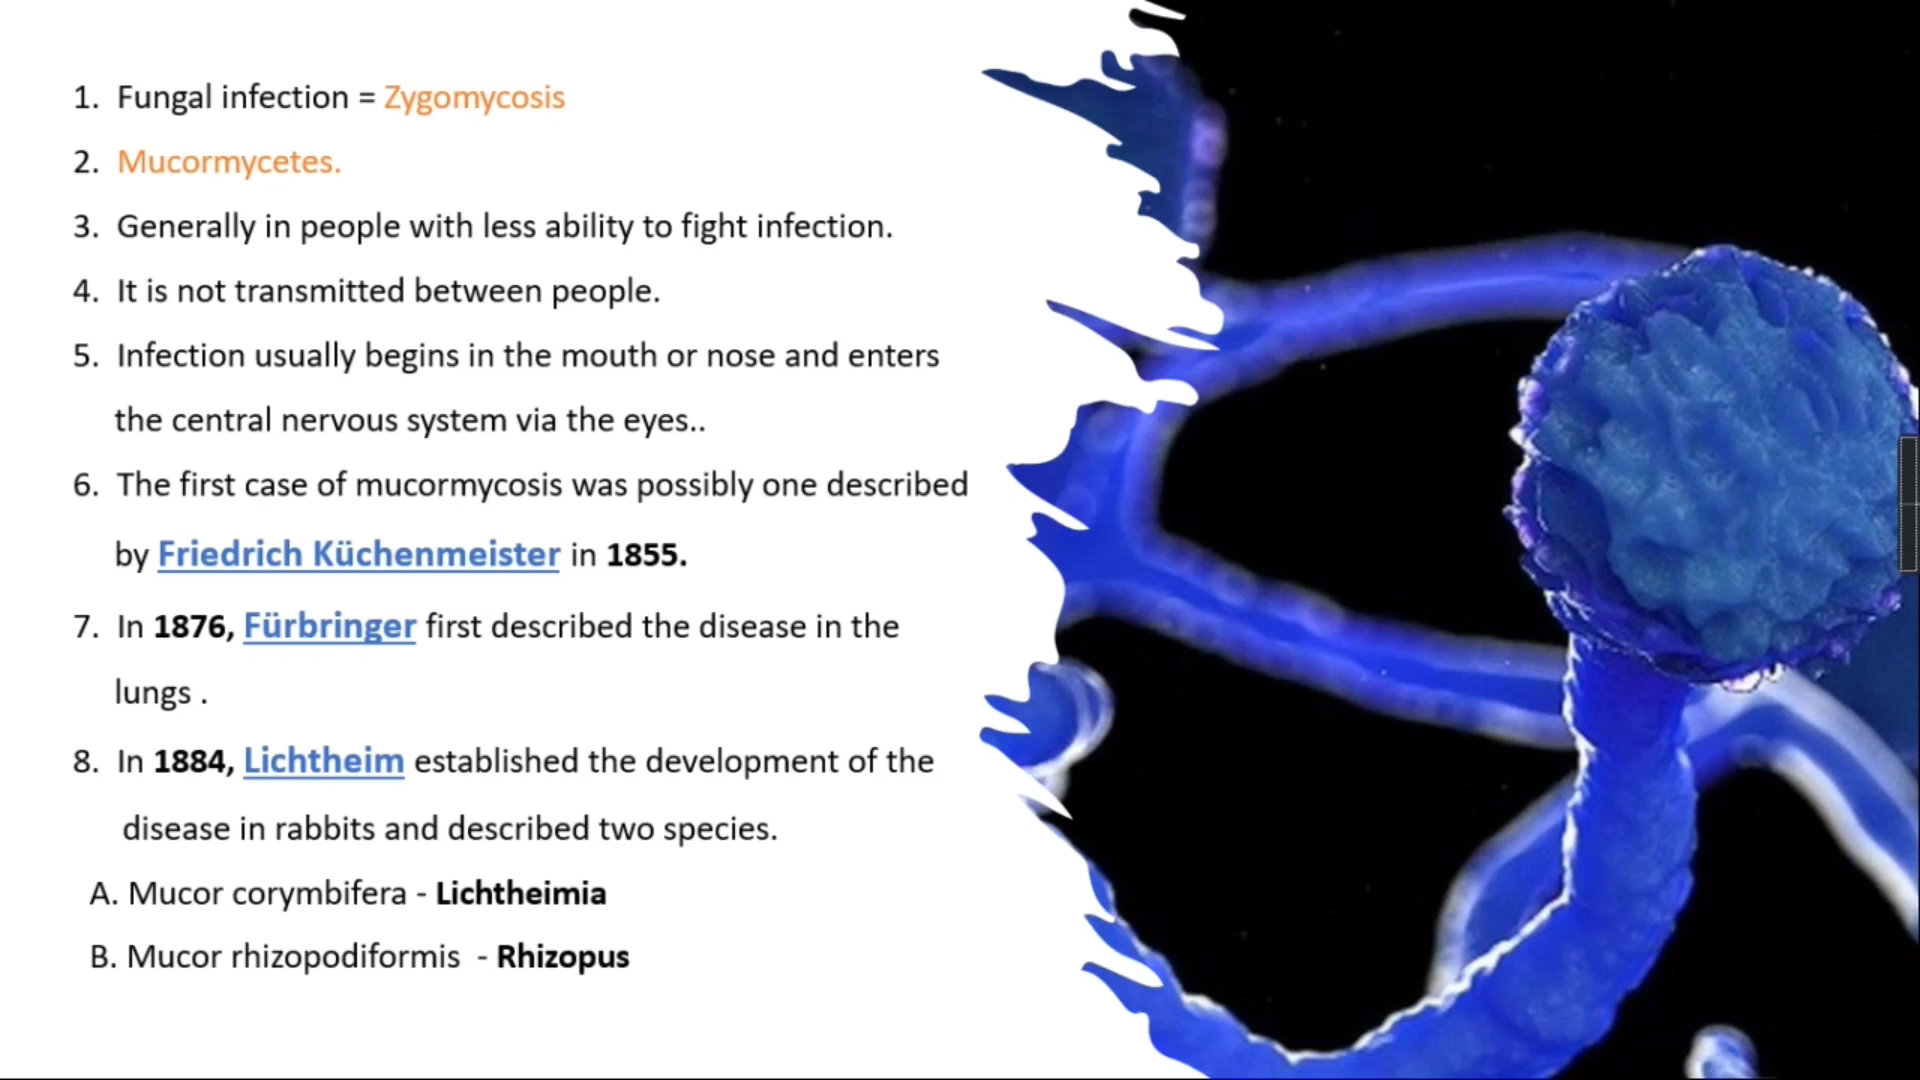 1. Fungal infection = Zygomycosis
2. Mucormycetes.
3. Generally in people with less ability to fight infection.
4. It is not transmitted between people.
5. Infection usually begins in the mouth or nose and enters
the central nervous system via the eyes..
6. The first case of mucormycosis was possibly one described
by Friedrich Küchenmeister in 1855.
7. In 1876, Fürbringer first described the disease in the
lungs .
8. In 1884, Lichtheim established the development of the
disease in rabbits and described two species.
A. Mucor corymbifera - Lichtheimia
B. Mucor rhizopodiformis - Rhizopus